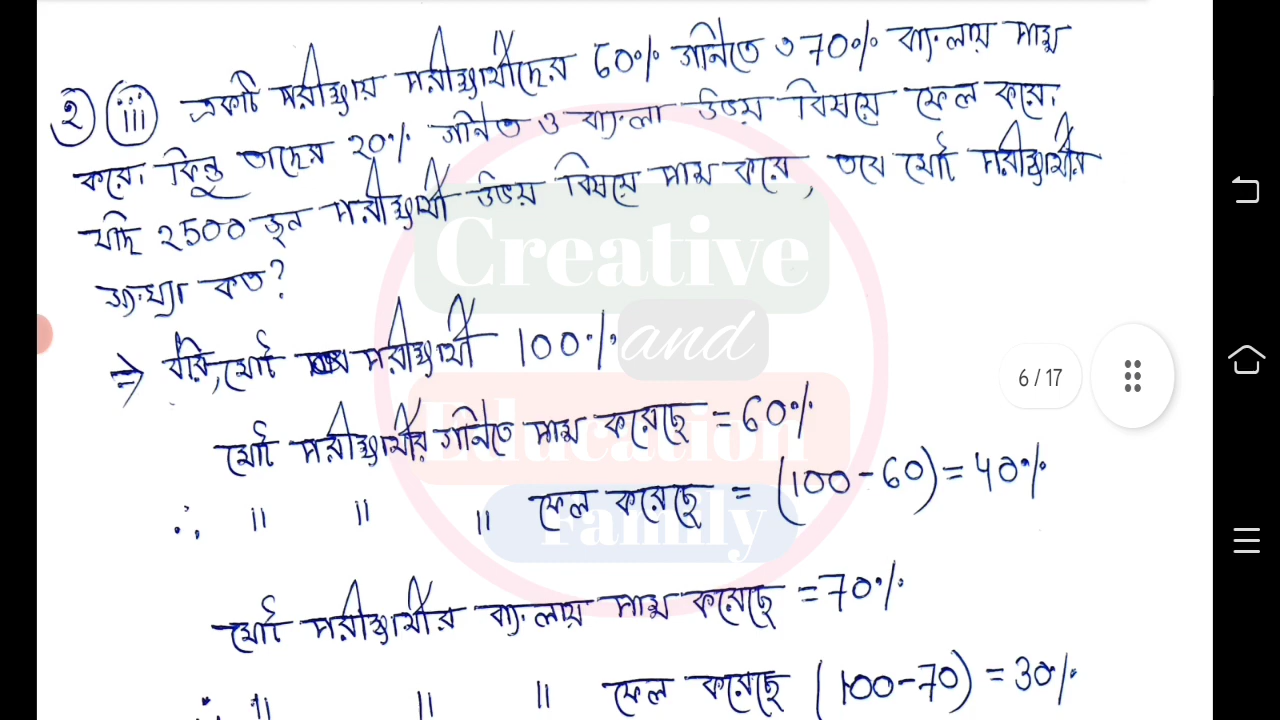 ২ (iii) একটি পরীক্ষায় পরীক্ষার্থীদের 60% গনিতে ও 70% বাংলায় পাশ
করে। কিন্তু তাদের ২0% গনিত ও বাংলা উভয় বিষয়ে ফেল করে।
যদি ২500 জন পরীক্ষার্থী উভয় বিষয়ে পাশ করে, তবে মোট পরীক্ষার্থীর
সংখ্যা কত?
Creative
⇒ ধরি, মোট পরীক্ষার্থী 100%
and
6/17
মোট পরীক্ষার্থীর গনিতে পাশ করেছে = 60%
Education
∴ " " " ফেল করেছে = (100 - 60) = 40%
Family
মোট পরীক্ষার্থীর বাংলায় পাশ করেছে = 70%
∴ " " " ফেল করেছে (100-70) = 30%